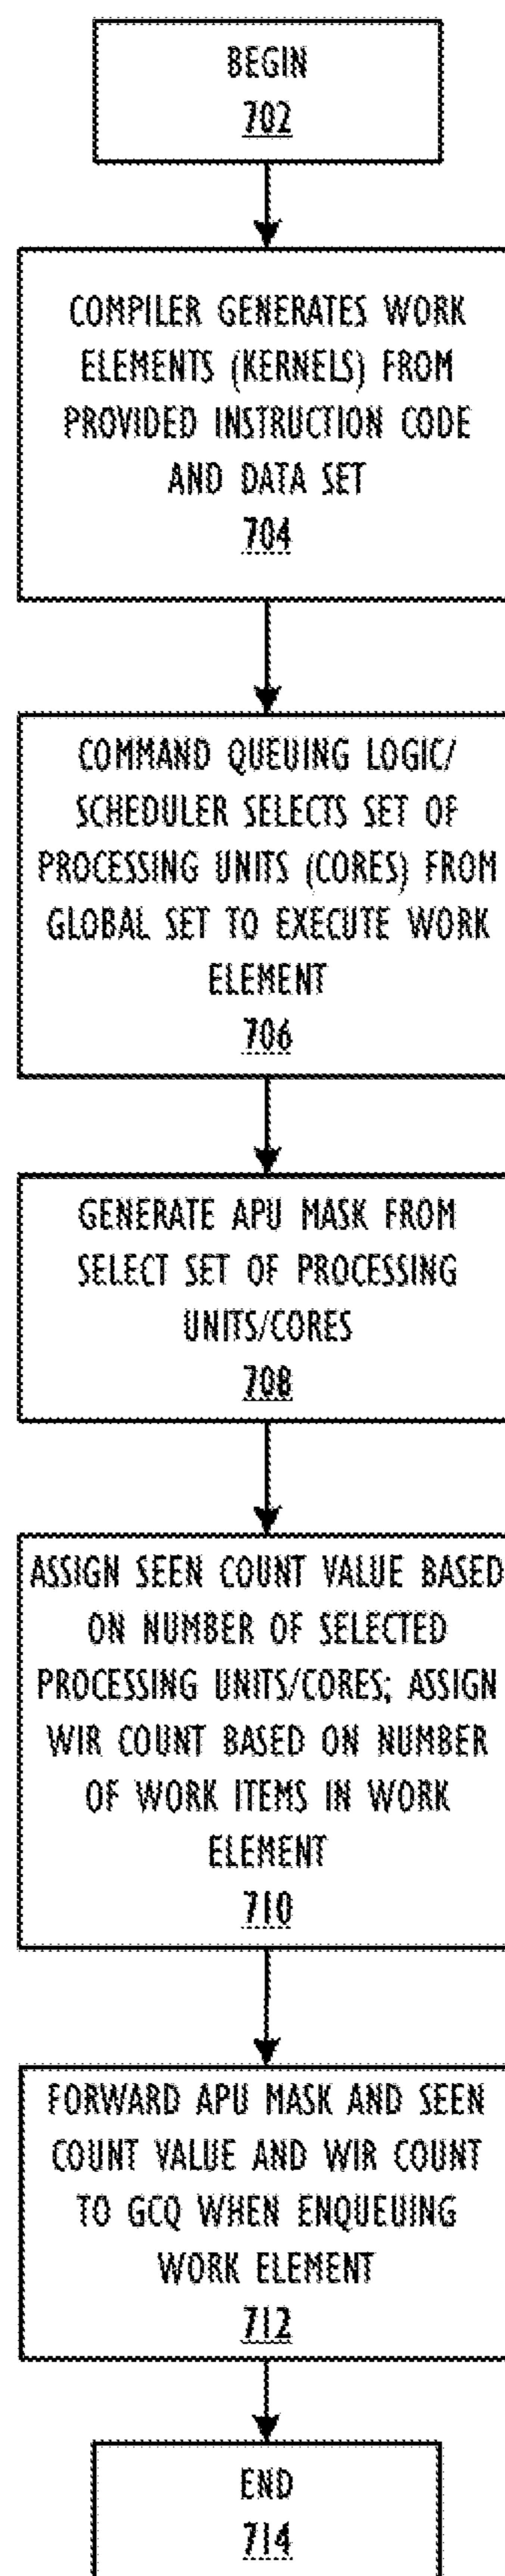 BEGIN
702
COMPILER GENERATES WORK
ELEMENTS (KERNELS) FROM
PROVIDED INSTRUCTION CODE
AND DATA SET
704
COMMAND QUEUING LOGIC/
SCHEDULER SELECTS SET OF
PROCESSING UNITS (CORES) FROM
GLOBAL SET TO EXECUTE WORK
ELEMENT
706
GENERATE APU MASK FROM
SELECT SET OF PROCESSING
UNITS/CORES
708
ASSIGN SEEN COUNT VALUE BASED
ON NUMBER OF SELECTED
PROCESSING UNITS/CORES; ASSIGN
WIR COUNT BASED ON NUMBER
OF WORK ITEMS IN WORK
ELEMENT
710
FORWARD APU MASK AND SEEN
COUNT VALUE AND WIR COUNT
TO GCQ WHEN ENQUEUING
WORK ELEMENT
712
END
714